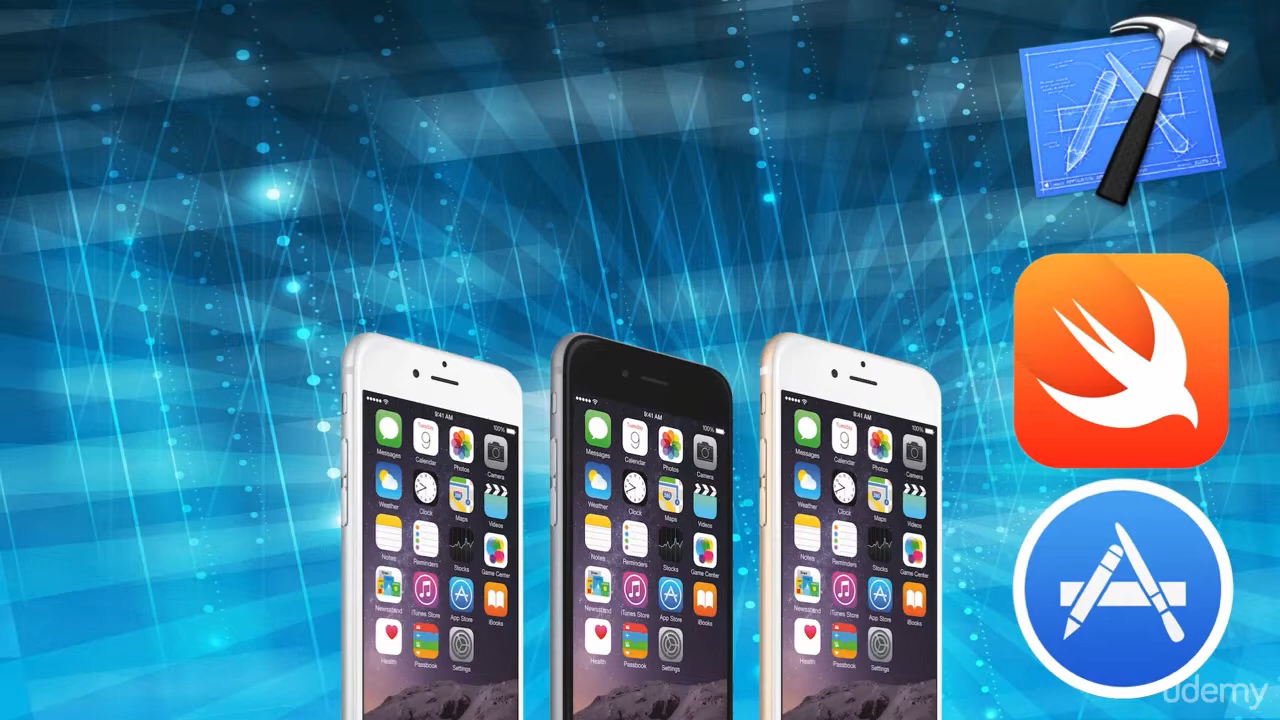 9:41 AM
100%
Tuesday
9
Messages Calendar Photos Camera
Weather Clock Maps Videos
Notes Reminders Stocks Game Center
Newsstand iTunes Store App Store iBooks
Health Passbook Settings
9:41 AM
100%
Tuesday
9
Messages Calendar Photos Camera
Weather Clock Maps Videos
Notes Reminders Stocks Game Center
Newsstand iTunes Store App Store iBooks
Health Passbook Settings
9:41 AM
100%
Tuesday
9
Messages Calendar Photos Camera
Weather Clock Maps Videos
Notes Reminders Stocks Game Center
Newsstand iTunes Store App Store iBooks
Health Passbook Settings
udemy